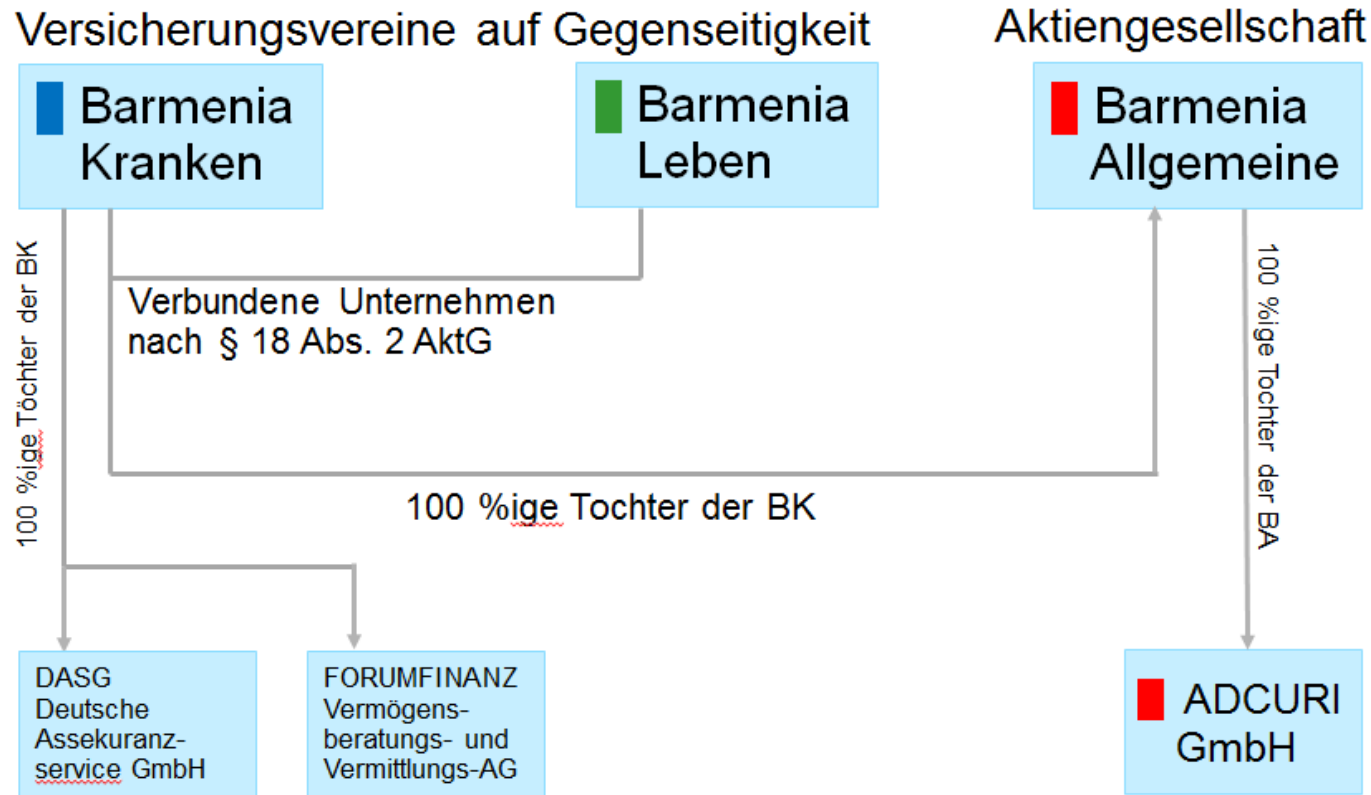 Versicherungsvereine auf Gegenseitigkeit
Aktiengesellschaft
Barmenia
Kranken
Barmenia
Leben
Barmenia
Allgemeine
100 %ige Töchter der BK
Verbundene Unternehmen
nach § 18 Abs. 2 AktG
100 %ige Tochter der BK
100 %ige Tochter der BA
DASG
Deutsche
Assekuranz-
service GmbH
FORUMFINANZ
Vermögens-
beratungs- und
Vermittlungs-AG
ADCURI
GmbH